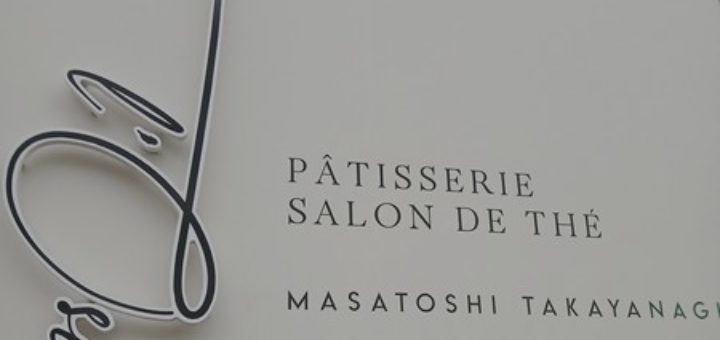 PÂTISSERIE
SALON DE THÉ
MASATOSHI TAKAYANAGI